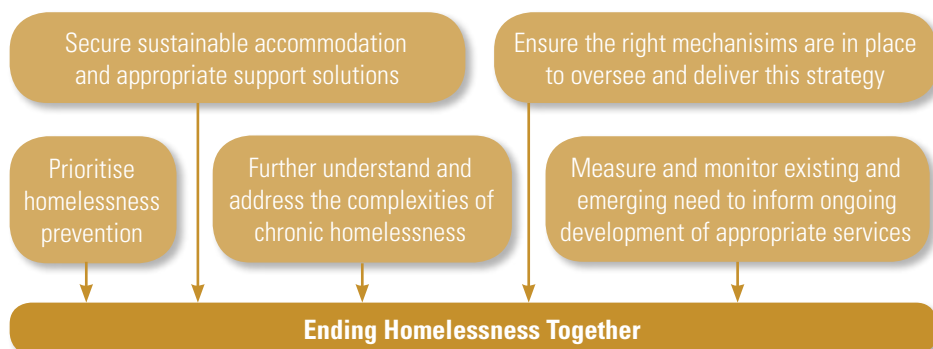 Secure sustainable accommodation
and appropriate support solutions
Ensure the right mechanisims are in place
to oversee and deliver this strategy
Prioritise
homelessness
prevention
Further understand and
address the complexities of
chronic homelessness
Measure and monitor existing and
emerging need to inform ongoing
development of appropriate services
Ending Homelessness Together